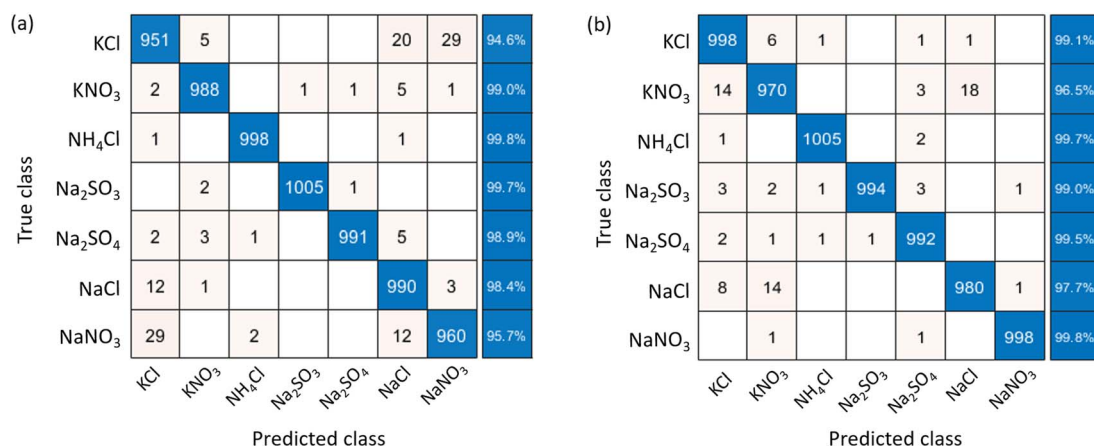 (a)
KCl 951 5 20 29 94.6%
KNO₃ 2 988 1 1 5 1 99.0%
NH₄Cl 1 998 1 99.8%
Na₂SO₃ 2 1005 1 99.7%
Na₂SO₄ 2 3 1 991 5 98.9%
NaCl 12 1 990 3 98.4%
NaNO₃ 29 2 12 960 95.7%
True class
KCl KNO₃ NH₄Cl Na₂SO₃ Na₂SO₄ NaCl NaNO₃
Predicted class
(b)
KCl 998 6 1 1 1 99.1%
KNO₃ 14 970 3 18 96.5%
NH₄Cl 1 1005 2 99.7%
Na₂SO₃ 3 2 1 994 3 1 99.0%
Na₂SO₄ 2 1 1 1 992 99.5%
NaCl 8 14 980 1 97.7%
NaNO₃ 1 1 998 99.8%
True class
KCl KNO₃ NH₄Cl Na₂SO₃ Na₂SO₄ NaCl NaNO₃
Predicted class